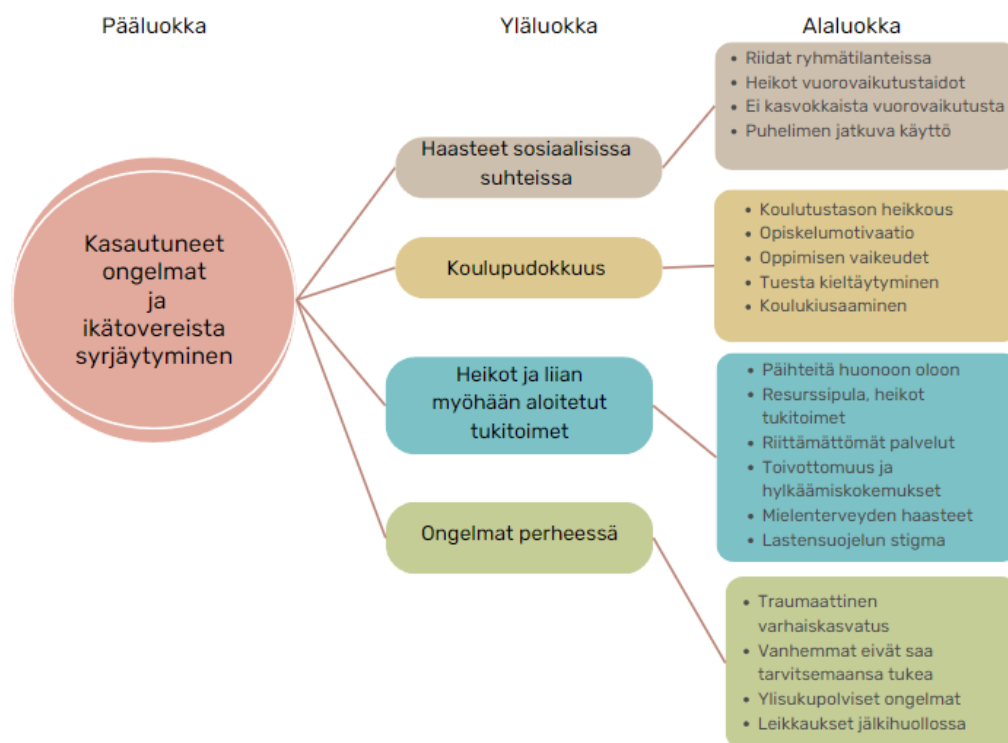 Pääluokka
Yläluokka
Alaluokka
Kasautuneet
ongelmat
ja
ikätovereista
syrjäytyminen
Haasteet sosiaalisissa
suhteissa
• Riidat ryhmätilanteissa
• Heikot vuorovaikutustaidot
• Ei kasvokkaista vuorovaikutusta
• Puhelimen jatkuva käyttö
Koulupudokkuus
• Koulutustason heikkous
• Opiskelumotivaatio
• Oppimisen vaikeudet
• Tuesta kieltäytyminen
• Koulukiusaaminen
Heikot ja liian
myöhään aloitetut
tukitoimet
• Päihteitä huonoon oloon
• Resurssipula, heikot
tukitoimet
• Riittämättömät palvelut
• Toivottomuus ja
hylkäämiskokemukset
• Mielenterveyden haasteet
• Lastensuojelun stigma
Ongelmat perheessä
• Traumaattinen
varhaiskasvatus
• Vanhemmat eivät saa
tarvitsemaansa tukea
• Ylisukupolviset ongelmat
• Leikkaukset jälkihuollossa